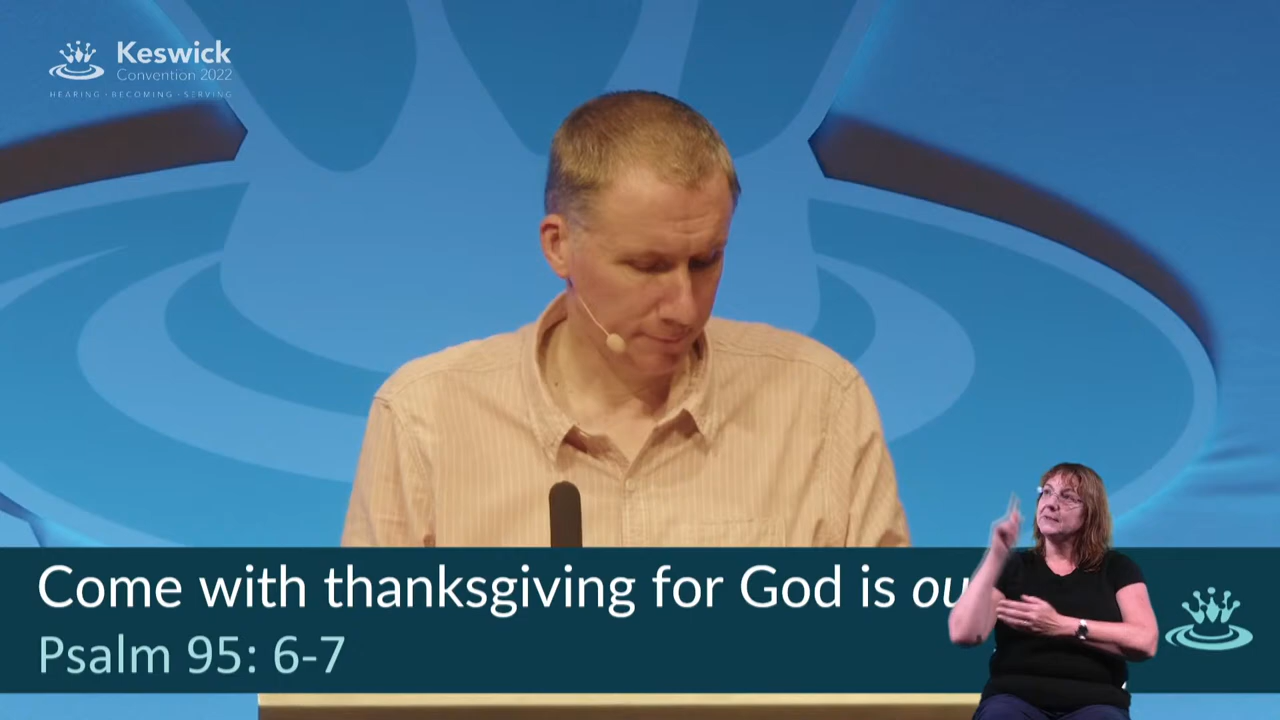 Keswick
Convention 2022
HEARING · BECOMING · SERVING
Come with thanksgiving for God is
Psalm 95: 6-7